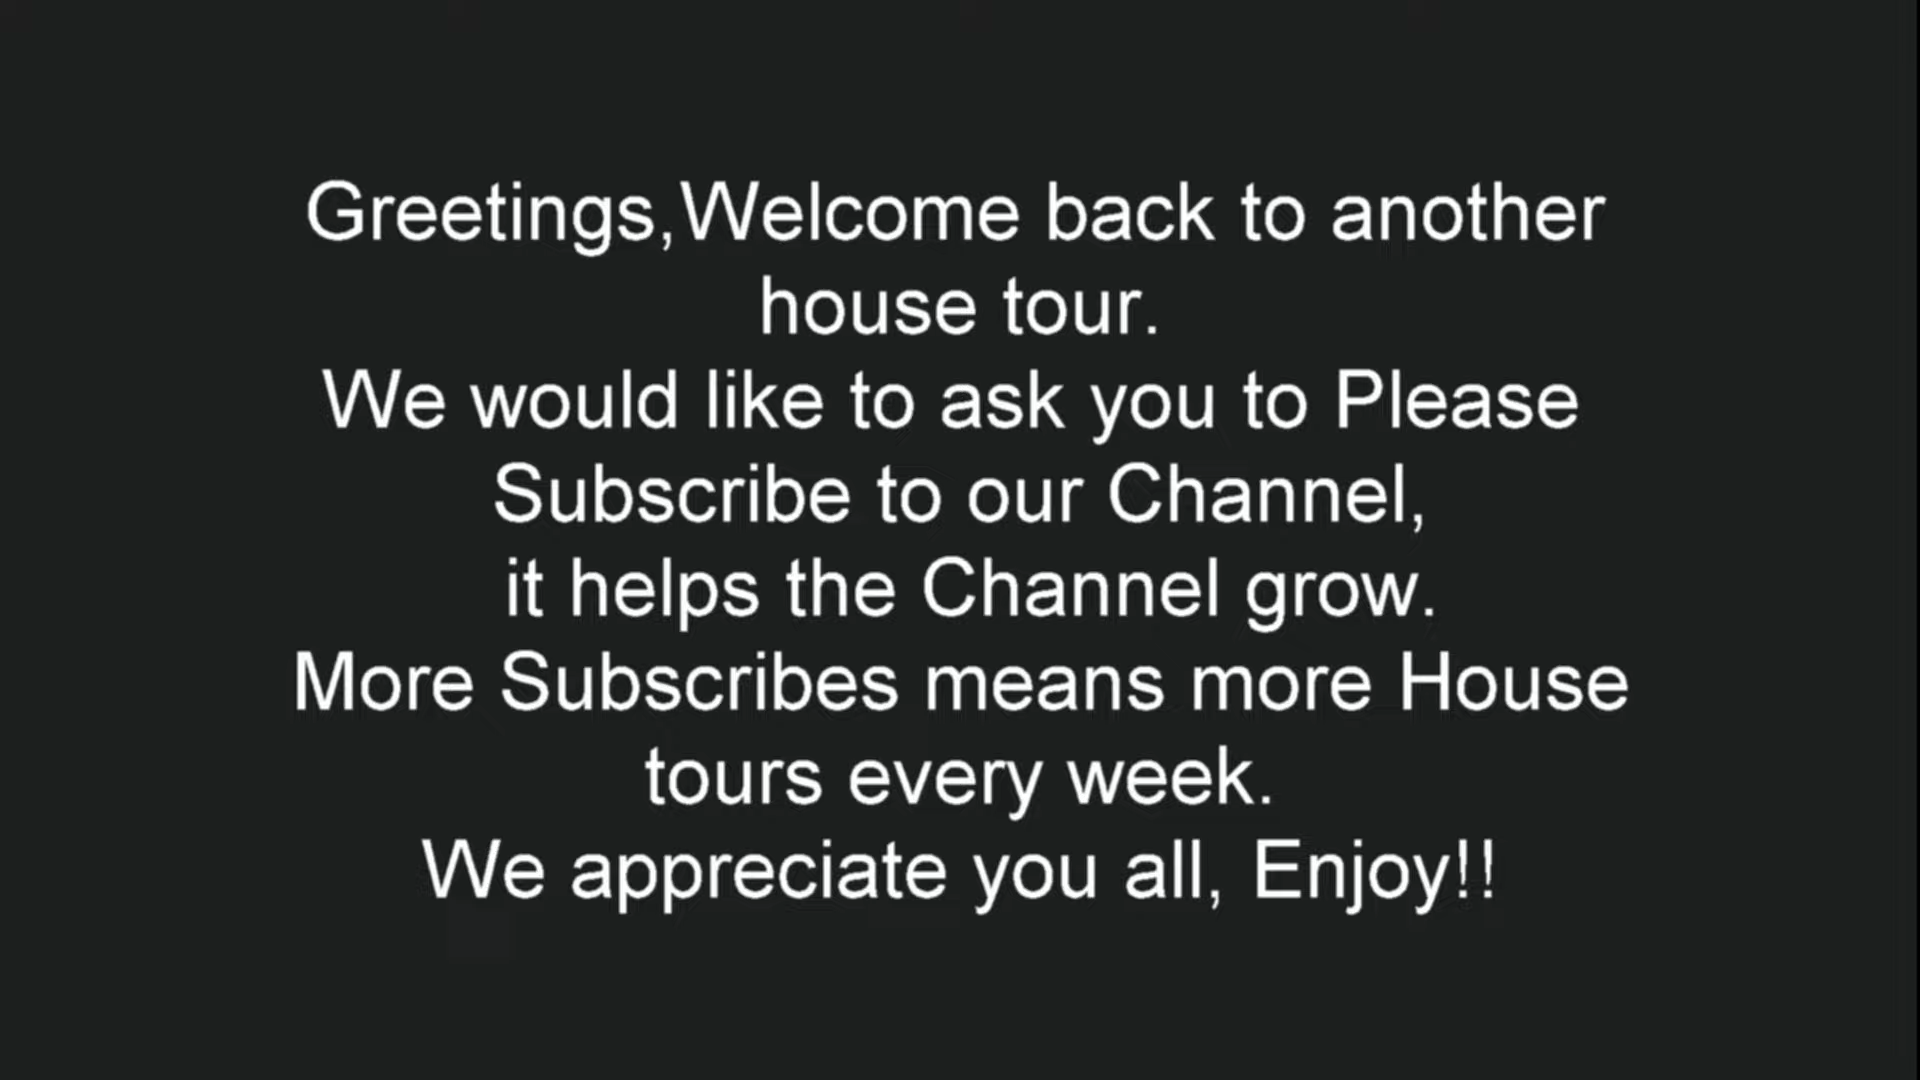 Greetings,Welcome back to another
house tour.
We would like to ask you to Please
Subscribe to our Channel,
it helps the Channel grow.
More Subscribes means more House
tours every week.
We appreciate you all, Enjoy!!